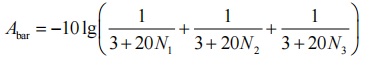 A_bar = −10 lg( 1/(3+20N_1) + 1/(3+20N_2) + 1/(3+20N_3) )